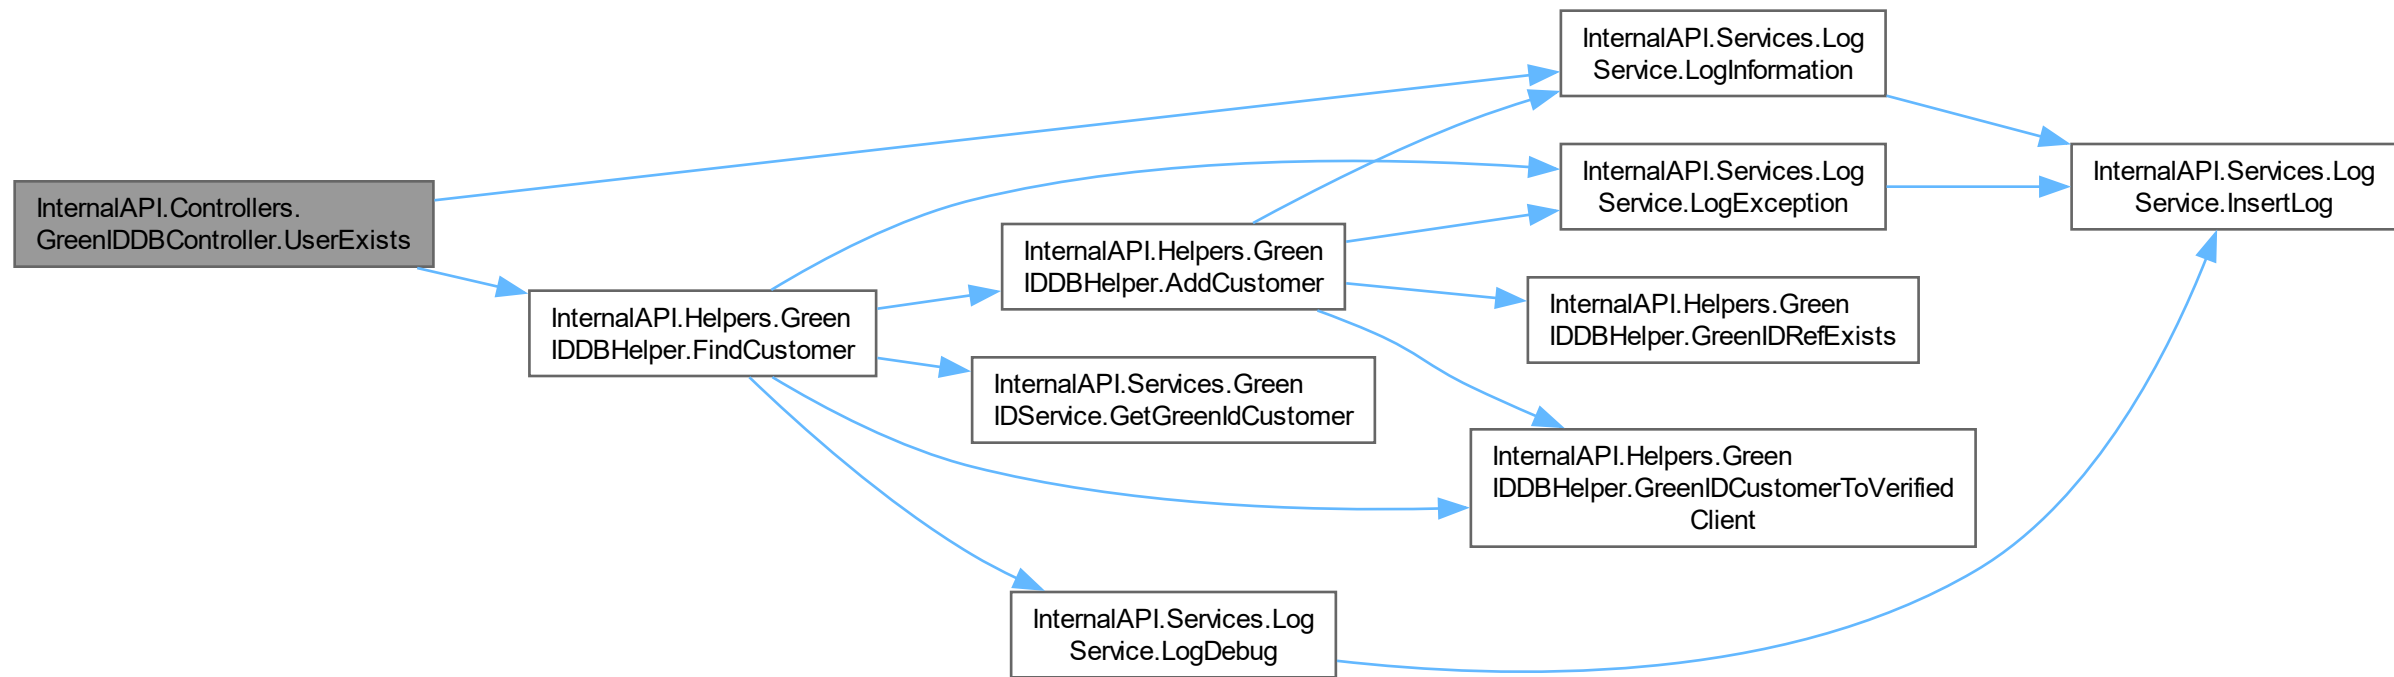 InternalAPI.Controllers.
GreenIDDBController.UserExists
InternalAPI.Helpers.Green
IDDBHelper.FindCustomer
InternalAPI.Helpers.Green
IDDBHelper.AddCustomer
InternalAPI.Services.Green
IDService.GetGreenIdCustomer
InternalAPI.Services.Log
Service.LogDebug
InternalAPI.Services.Log
Service.LogInformation
InternalAPI.Services.Log
Service.LogException
InternalAPI.Helpers.Green
IDDBHelper.GreenIDRefExists
InternalAPI.Helpers.Green
IDDBHelper.GreenIDCustomerToVerified
Client
InternalAPI.Services.Log
Service.InsertLog